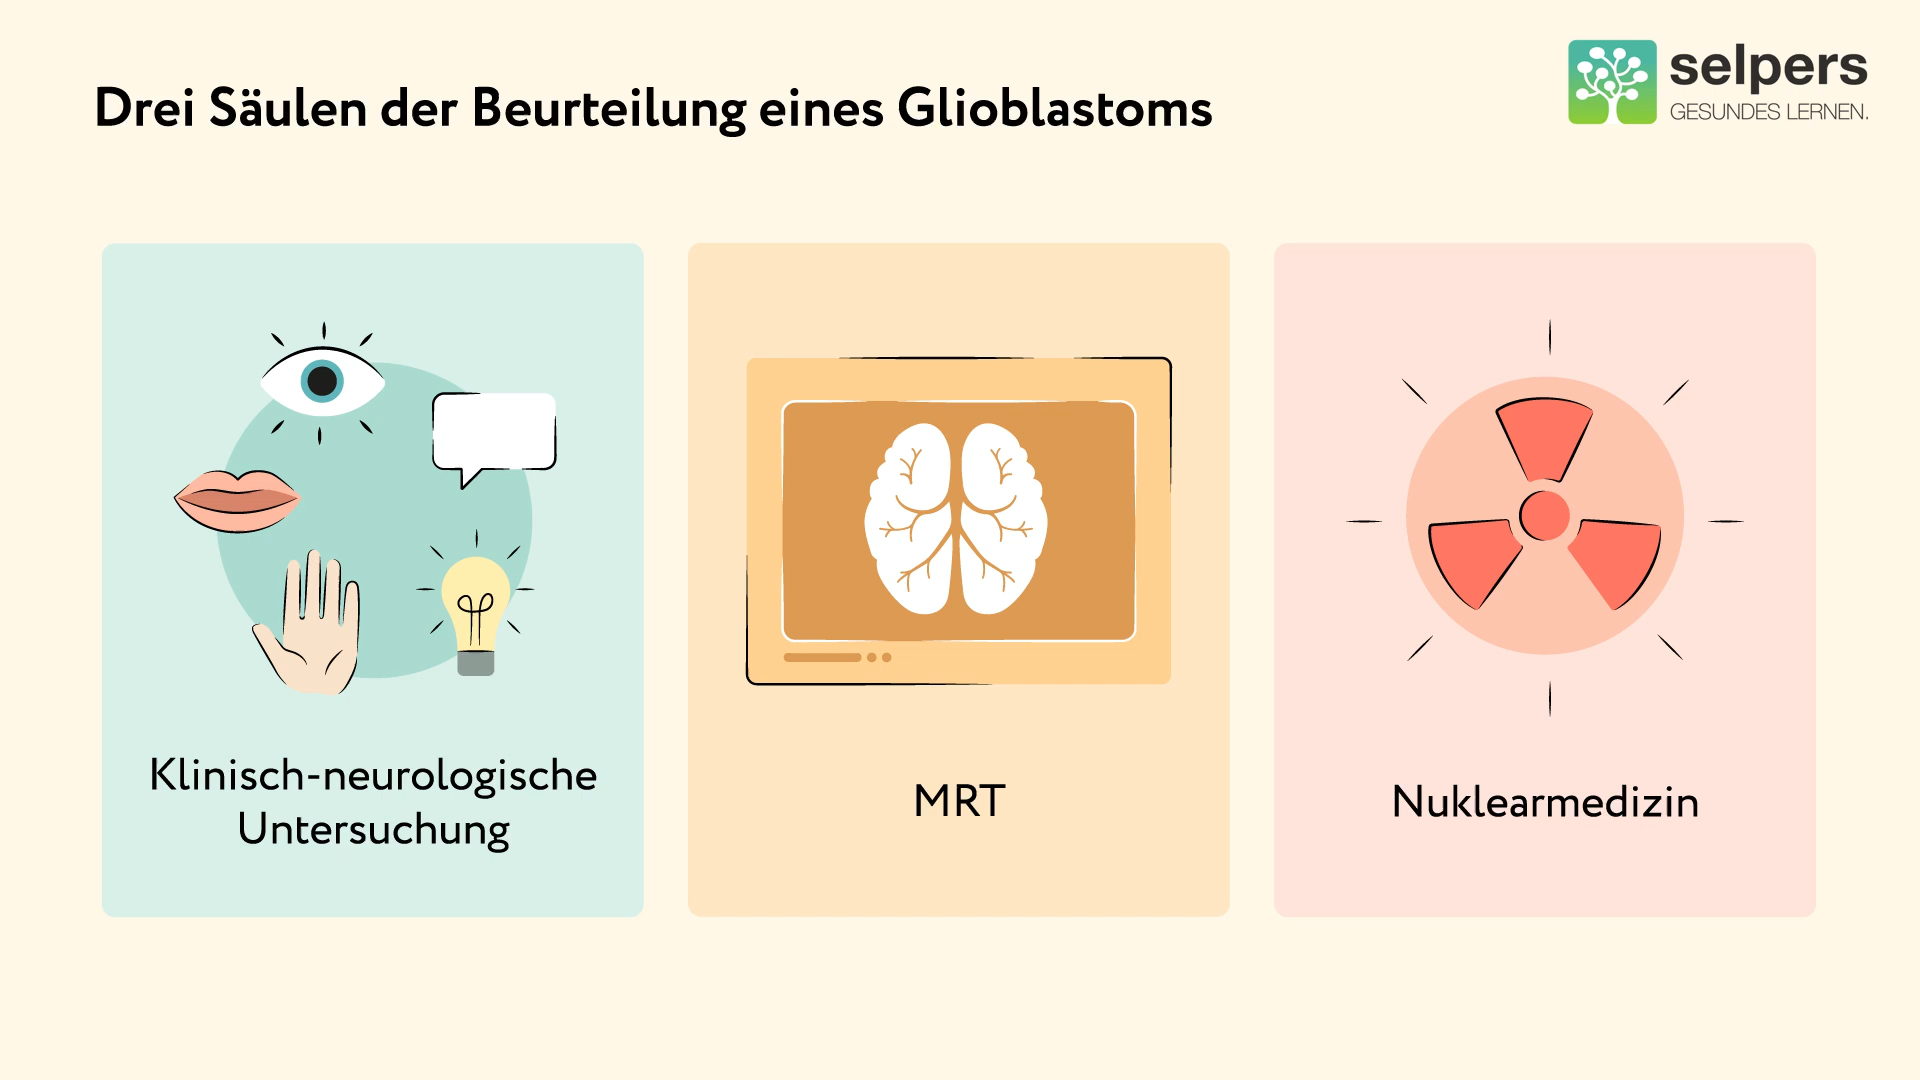 Drei Säulen der Beurteilung eines Glioblastoms
selpers
GESUNDES LERNEN.
Klinisch-neurologische
Untersuchung
MRT
Nuklearmedizin